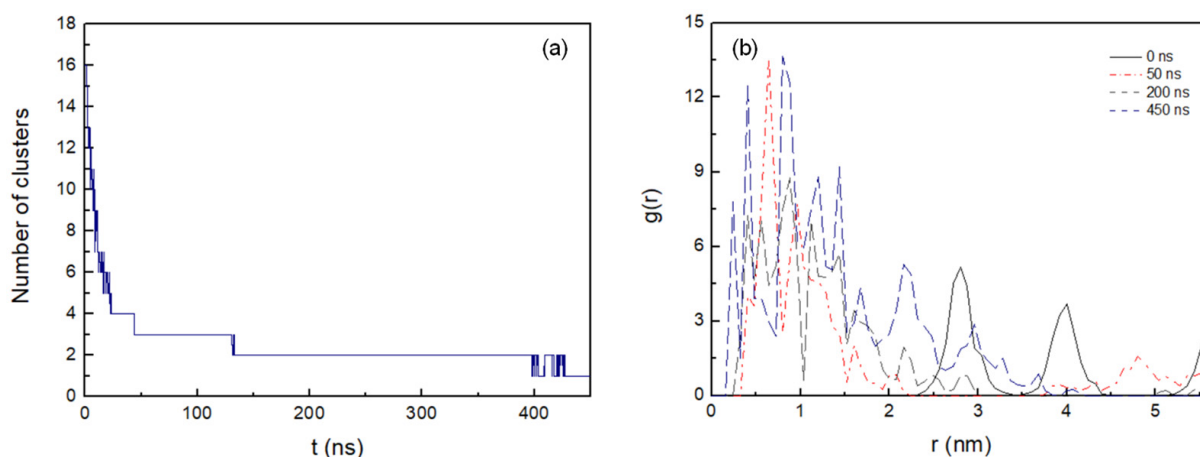 (a)
Number of clusters
18
16
14
12
10
8
6
4
2
0
0 100 200 300 400
t (ns)
(b)
g(r)
15
12
9
6
3
0
0 1 2 3 4 5
r (nm)
0 ns
50 ns
200 ns
450 ns